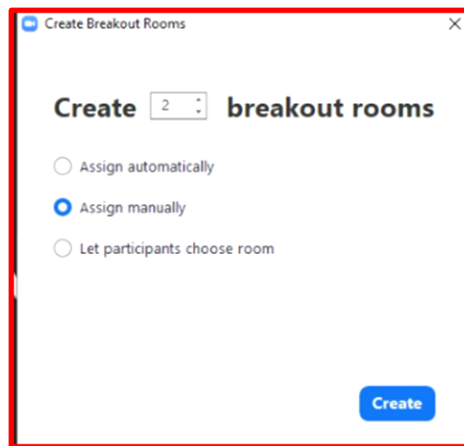 Create Breakout Rooms
Create 2 breakout rooms
Assign automatically
Assign manually
Let participants choose room
Create